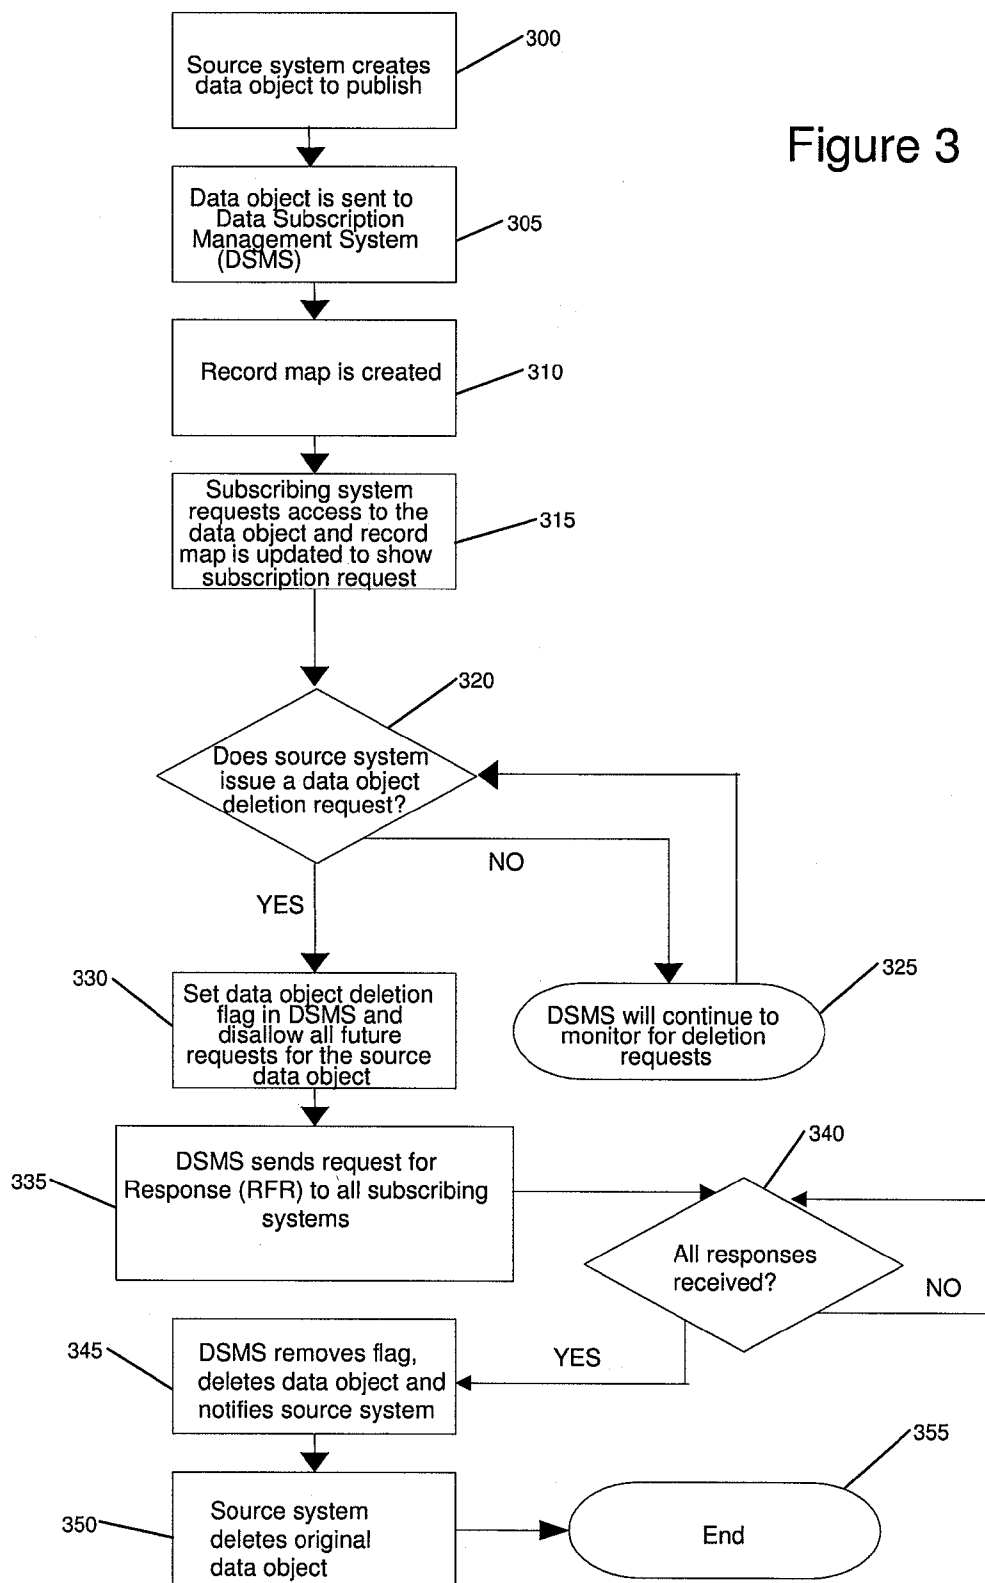 Source system creates
data object to publish
300
Figure 3
Data object is sent to
Data Subscription
Management System
(DSMS)
305
Record map is created
310
Subscribing system
requests access to the
data object and record
map is updated to show
subscription request
315
320
Does source system
issue a data object
deletion request?
NO
YES
330
Set data object deletion
flag in DSMS and
disallow all future
requests for the source
data object
325
DSMS will continue to
monitor for deletion
requests
335
DSMS sends request for
Response (RFR) to all subscribing
systems
340
All responses
received?
NO
YES
345
DSMS removes flag,
deletes data object and
notifies source system
350
Source system
deletes original
data object
355
End